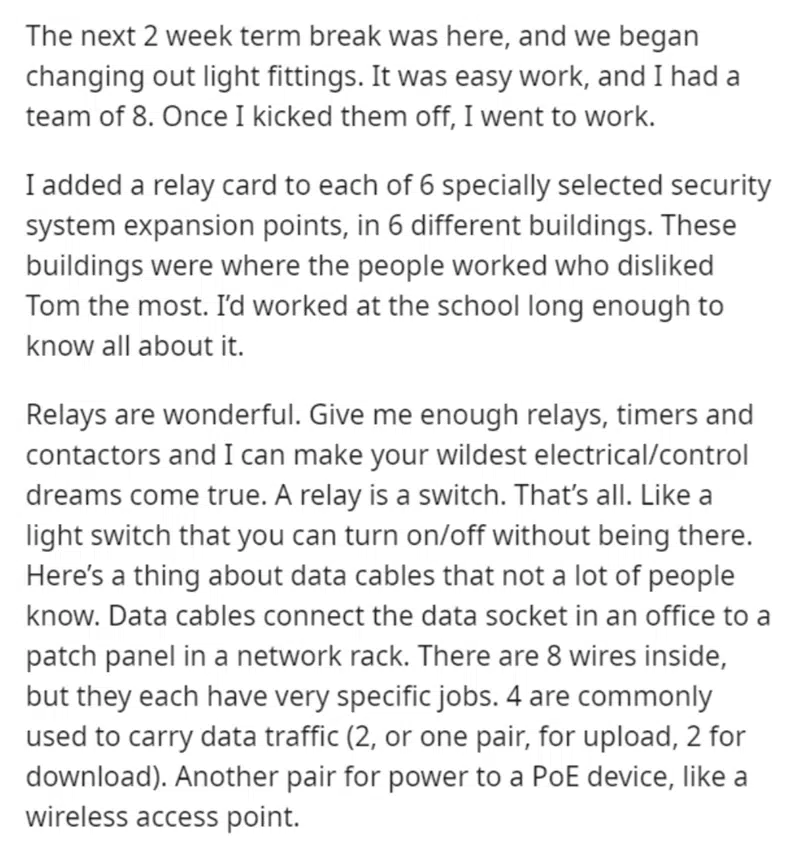 The next 2 week term break was here, and we began
changing out light fittings. It was easy work, and I had a
team of 8. Once I kicked them off, I went to work.
I added a relay card to each of 6 specially selected security
system expansion points, in 6 different buildings. These
buildings were where the people worked who disliked
Tom the most. I’d worked at the school long enough to
know all about it.
Relays are wonderful. Give me enough relays, timers and
contactors and I can make your wildest electrical/control
dreams come true. A relay is a switch. That’s all. Like a
light switch that you can turn on/off without being there.
Here’s a thing about data cables that not a lot of people
know. Data cables connect the data socket in an office to a
patch panel in a network rack. There are 8 wires inside,
but they each have very specific jobs. 4 are commonly
used to carry data traffic (2, or one pair, for upload, 2 for
download). Another pair for power to a PoE device, like a
wireless access point.